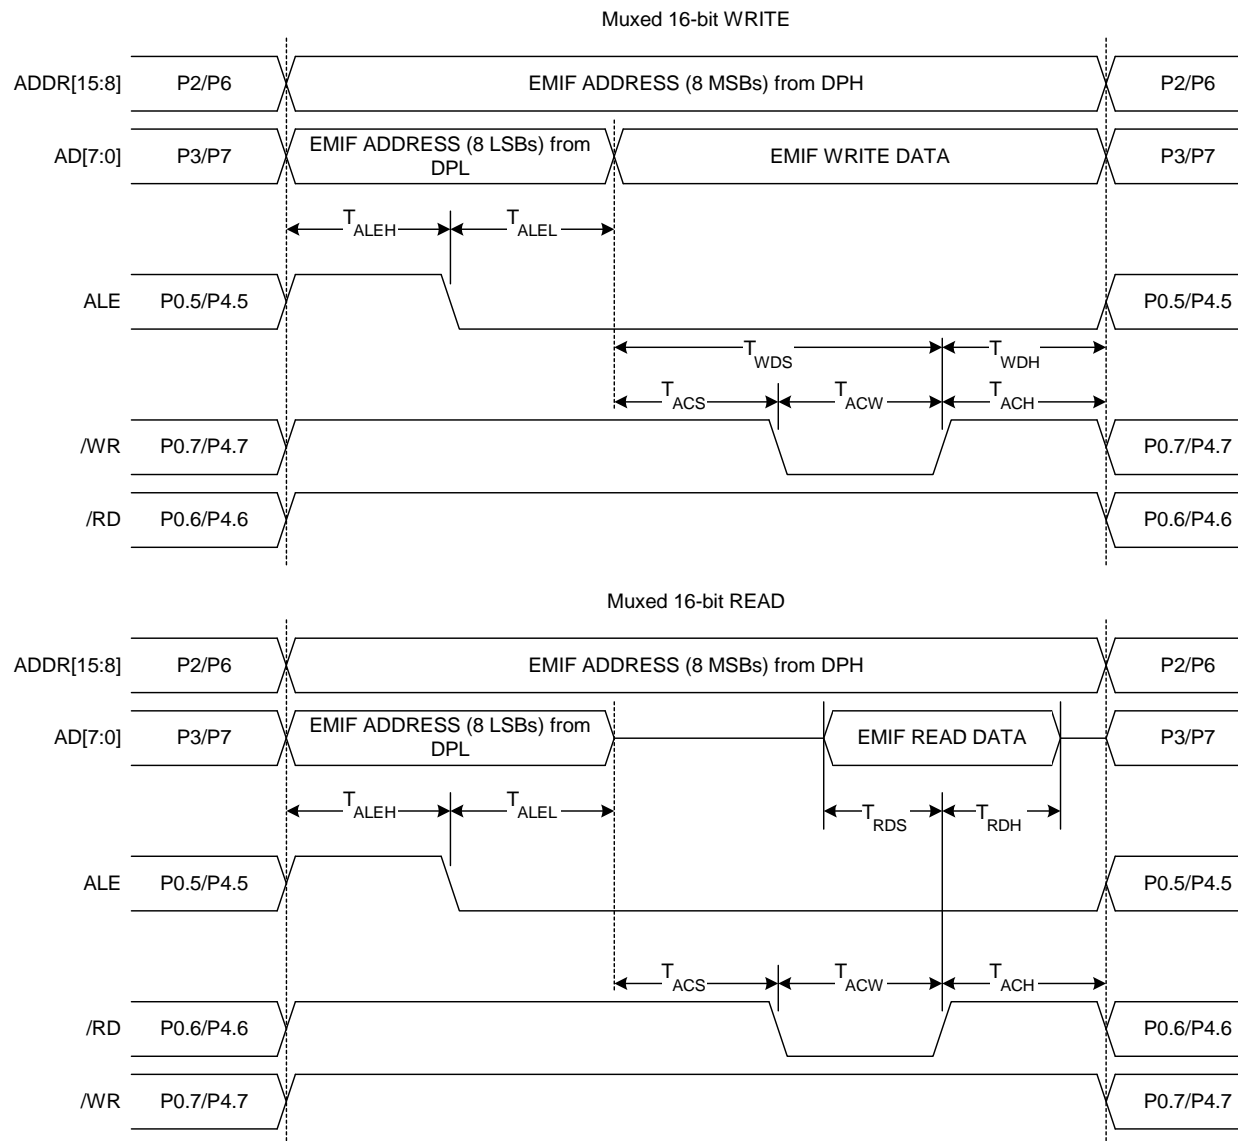 Muxed 16-bit WRITE
ADDR[15:8] P2/P6 EMIF ADDRESS (8 MSBs) from DPH P2/P6
AD[7:0] P3/P7 EMIF ADDRESS (8 LSBs) from DPL EMIF WRITE DATA P3/P7
TALEH TALEL
ALE P0.5/P4.5 P0.5/P4.5
TWDS TWDH
TACS TACW TACH
/WR P0.7/P4.7 P0.7/P4.7
/RD P0.6/P4.6 P0.6/P4.6
Muxed 16-bit READ
ADDR[15:8] P2/P6 EMIF ADDRESS (8 MSBs) from DPH P2/P6
AD[7:0] P3/P7 EMIF ADDRESS (8 LSBs) from DPL EMIF READ DATA P3/P7
TALEH TALEL TRDS TRDH
ALE P0.5/P4.5 P0.5/P4.5
TACS TACW TACH
/RD P0.6/P4.6 P0.6/P4.6
/WR P0.7/P4.7 P0.7/P4.7